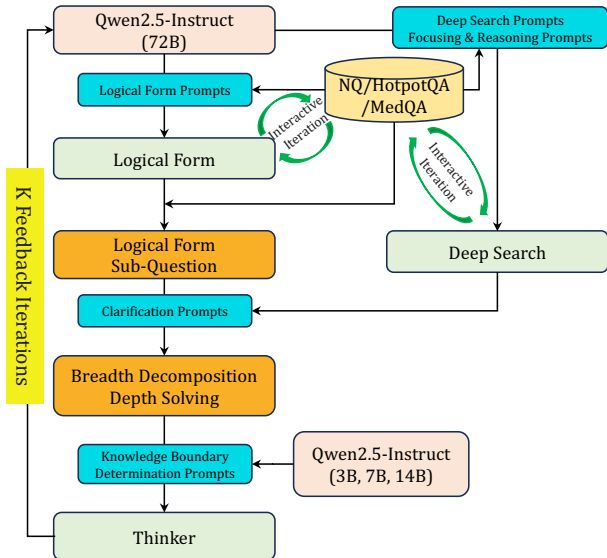 Qwen2.5-Instruct
(72B)
Deep Search Prompts
Focusing & Reasoning Prompts
Logical Form Prompts
NQ/HotpotQA
/MedQA
Interactive
Iteration
Interactive
Iteration
Logical Form
K Feedback Iterations
Logical Form
Sub-Question
Deep Search
Clarification Prompts
Breadth Decomposition
Depth Solving
Knowledge Boundary
Determination Prompts
Qwen2.5-Instruct
(3B, 7B, 14B)
Thinker